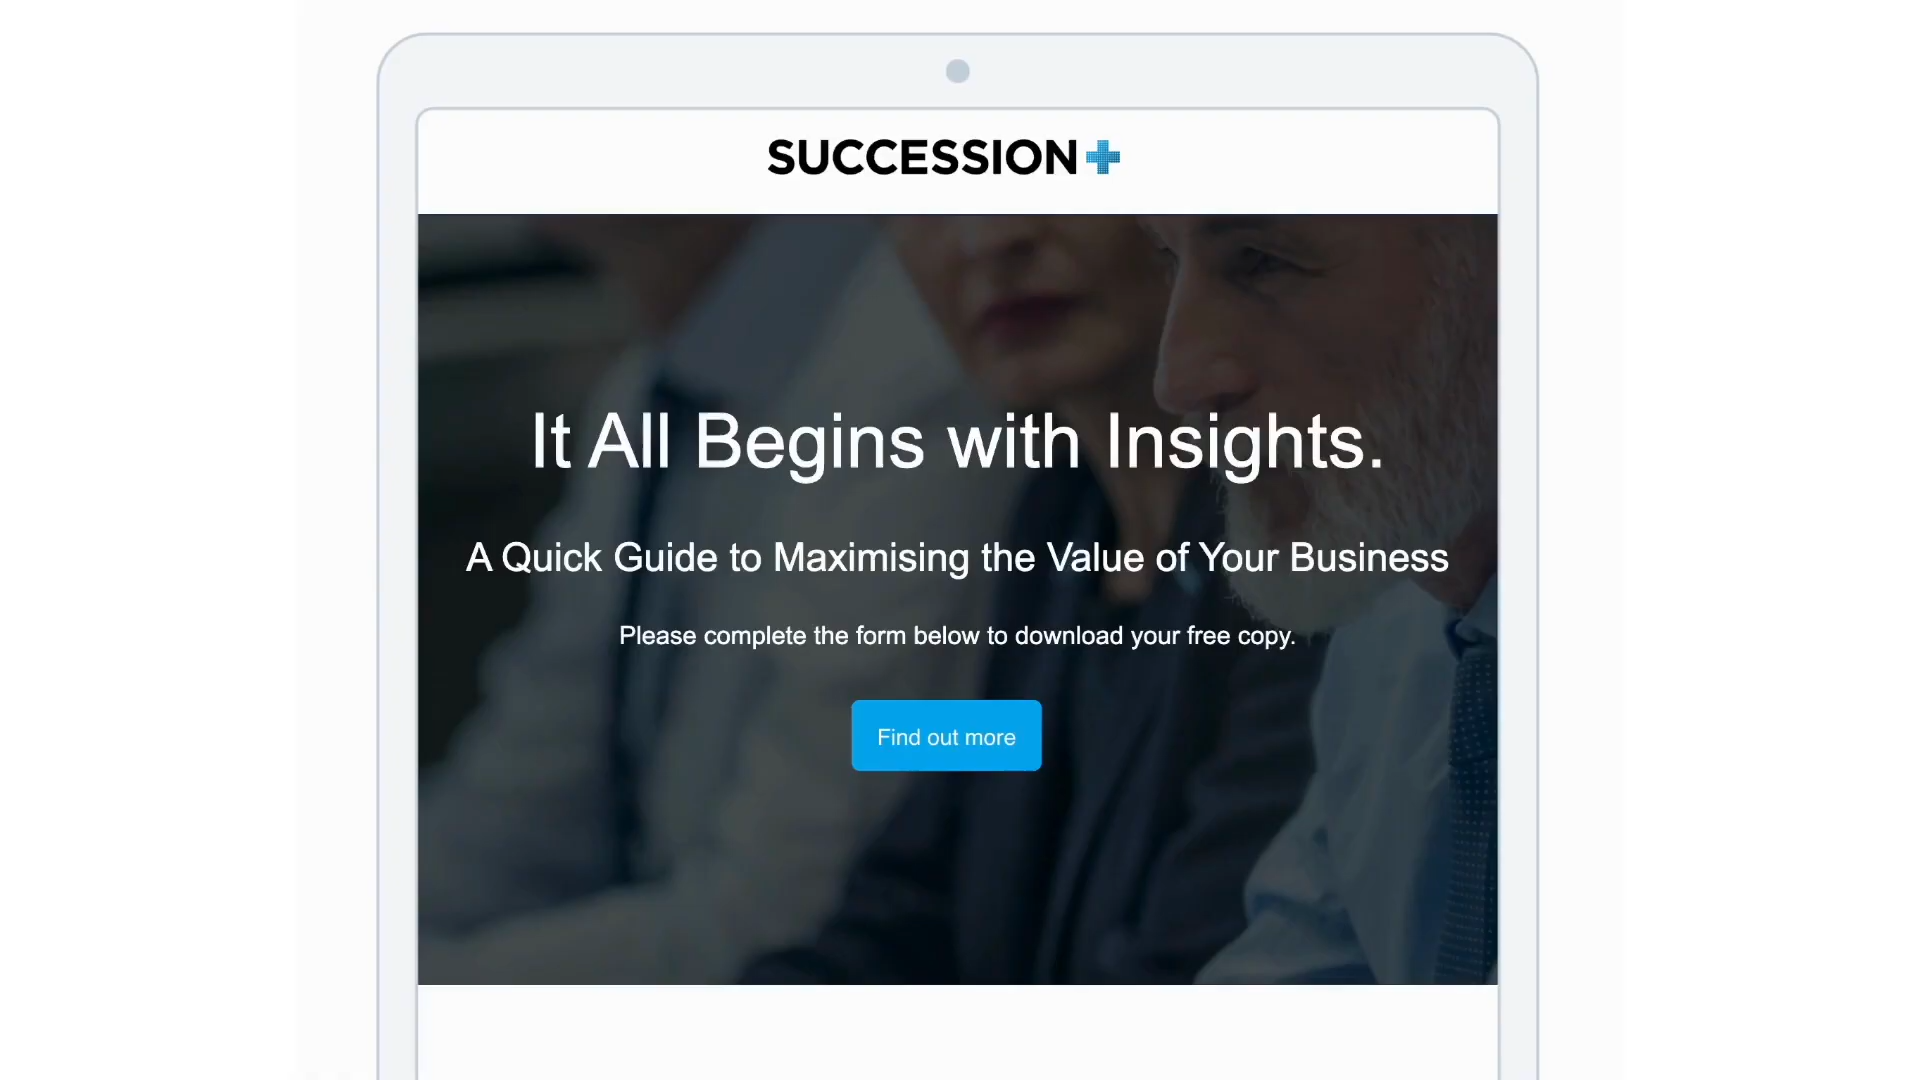 SUCCESSION+
It All Begins with Insights.
A Quick Guide to Maximising the Value of Your Business
Please complete the form below to download your free copy.
Find out more